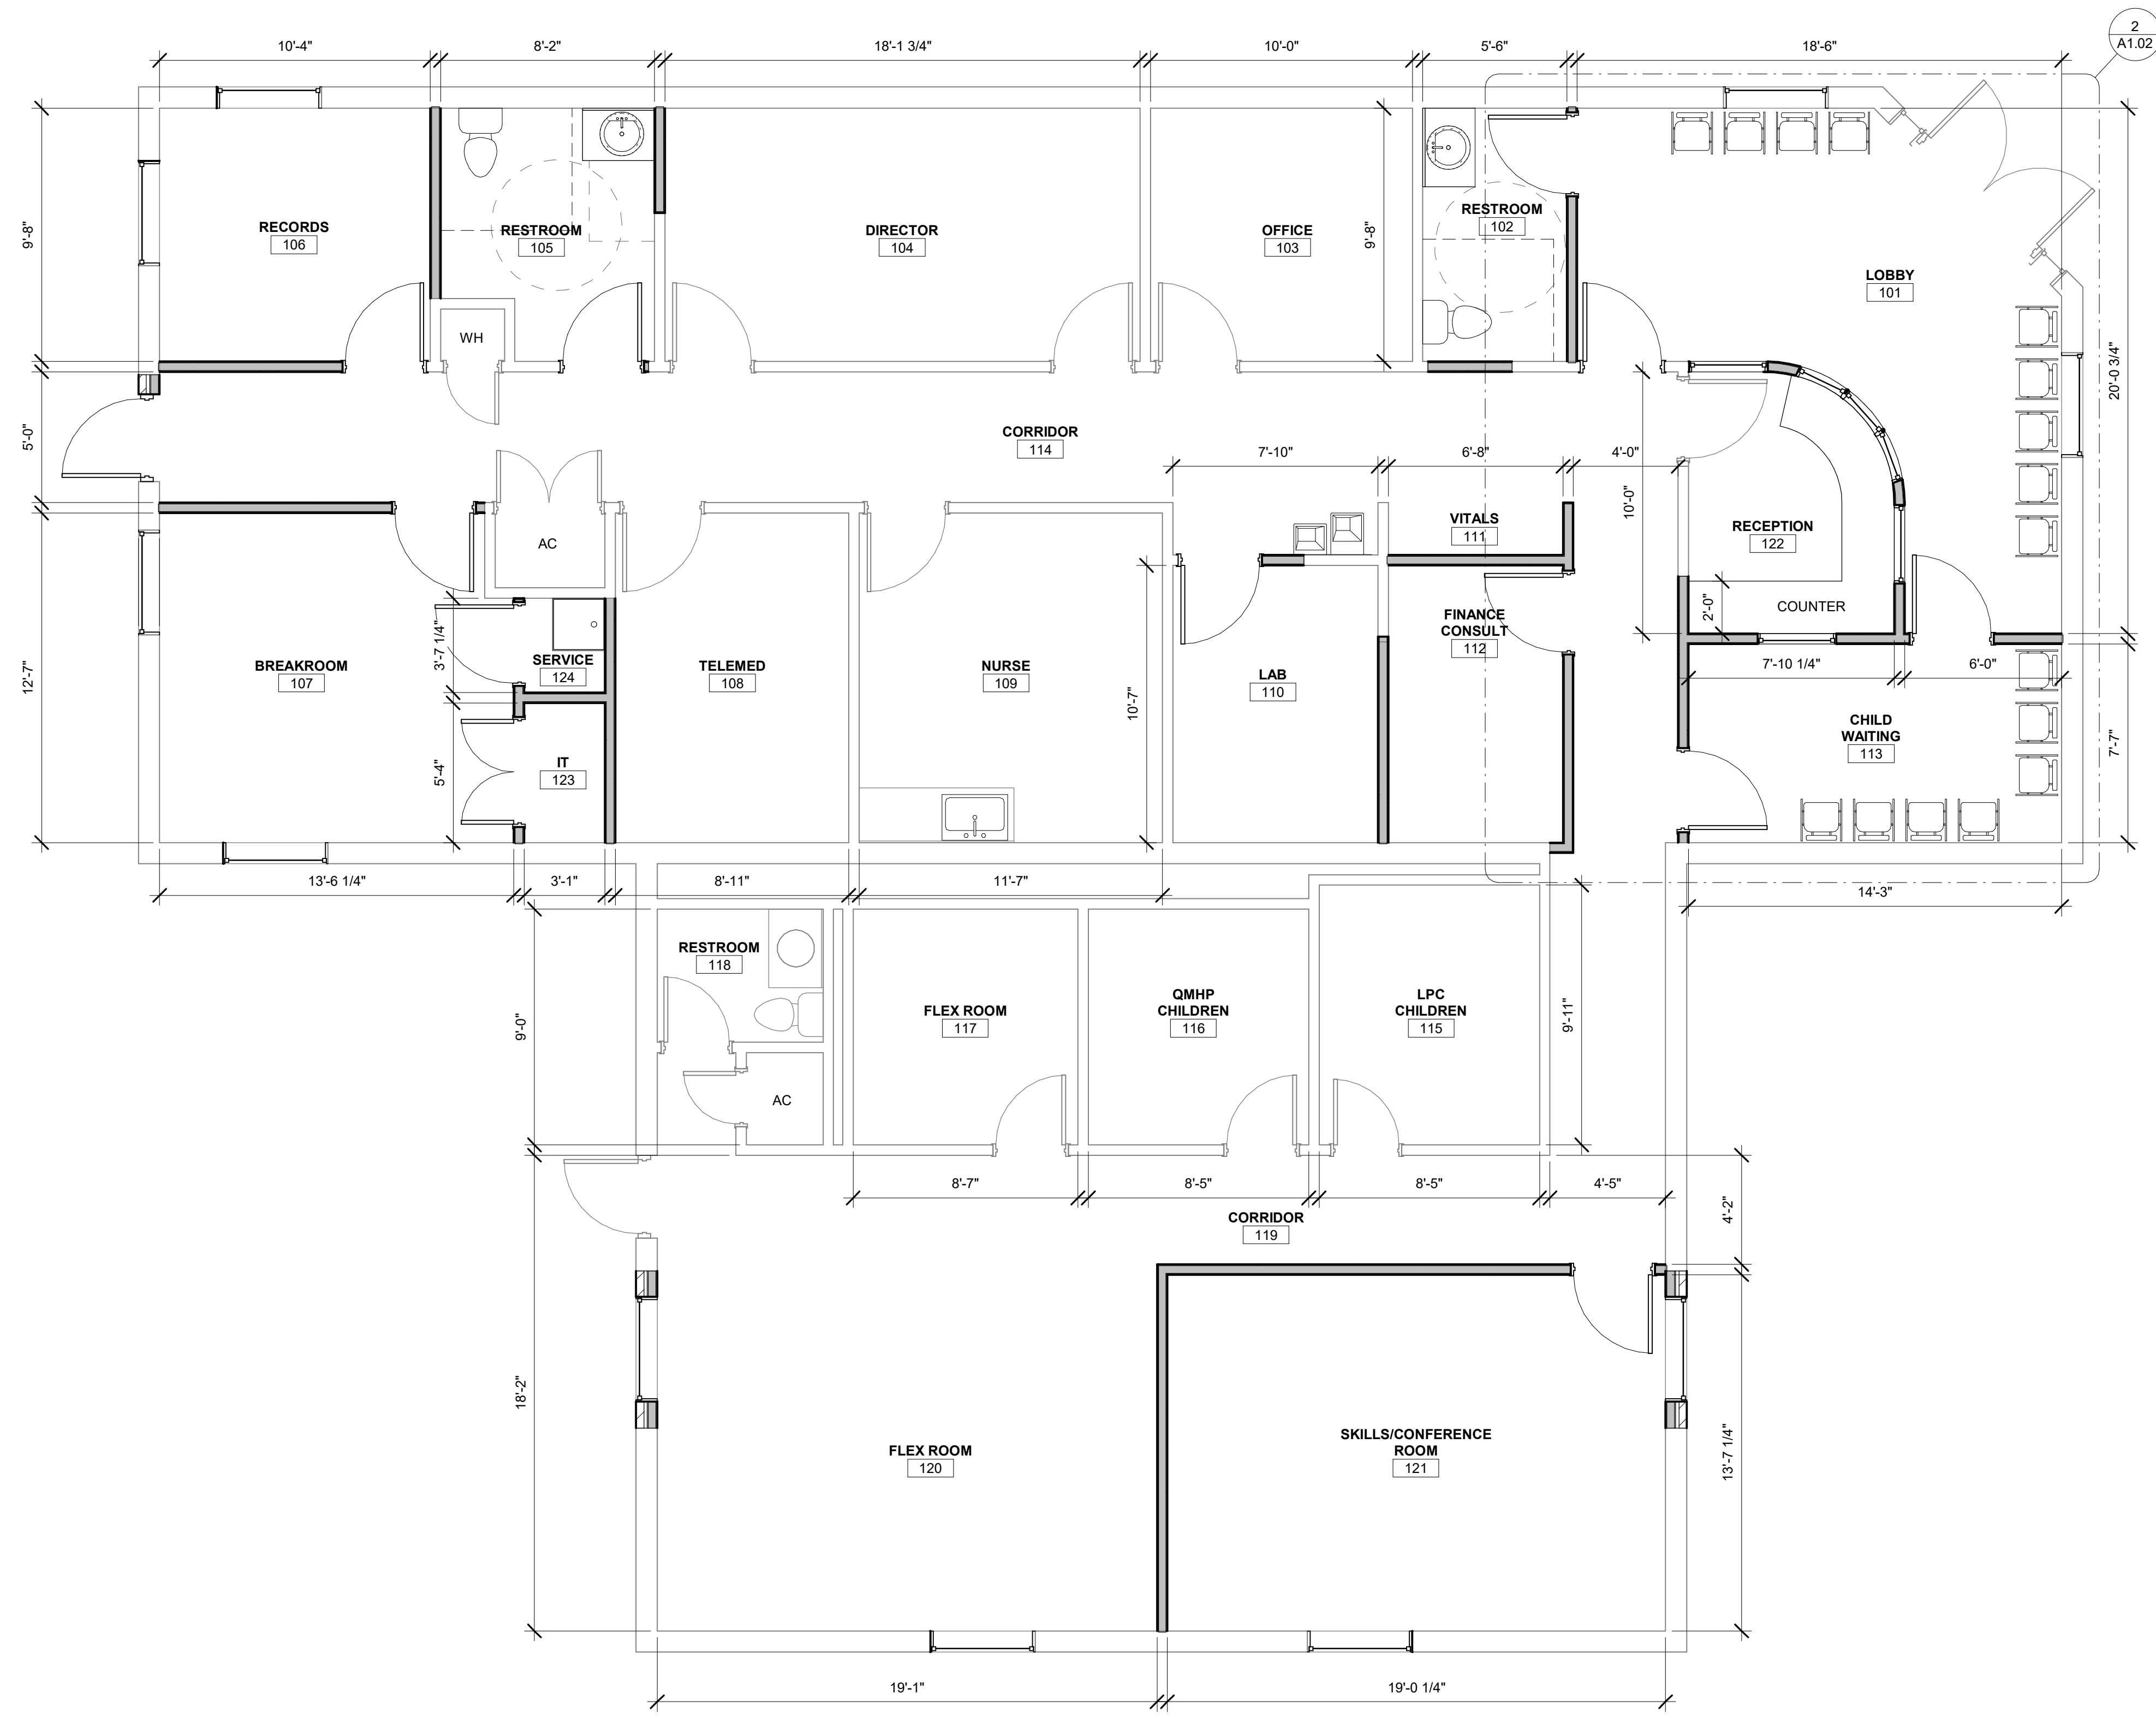 2
A1.02
10'-4"
8'-2"
18'-1 3/4"
10'-0"
5'-6"
18'-6"
9'-8"
RECORDS
106
RESTROOM
105
DIRECTOR
104
OFFICE
103
9'-8"
RESTROOM
102
LOBBY
101
WH
20'-0 3/4"
5'-0"
CORRIDOR
114
7'-10"
6'-8"
4'-0"
10'-0"
AC
VITALS
111
RECEPTION
122
2'-0"
COUNTER
12'-7"
BREAKROOM
107
3'-7 1/4"
SERVICE
124
TELEMED
108
NURSE
109
10'-7"
LAB
110
FINANCE
CONSULT
112
7'-10 1/4"
6'-0"
5'-4"
IT
123
CHILD
WAITING
113
7'-7"
13'-6 1/4"
3'-1"
8'-11"
11'-7"
14'-3"
RESTROOM
118
9'-0"
FLEX ROOM
117
QMHP
CHILDREN
116
LPC
CHILDREN
115
9'-11"
AC
8'-7"
8'-5"
8'-5"
4'-5"
4'-2"
CORRIDOR
119
18'-2"
FLEX ROOM
120
SKILLS/CONFERENCE
ROOM
121
13'-7 1/4"
19'-1"
19'-0 1/4"